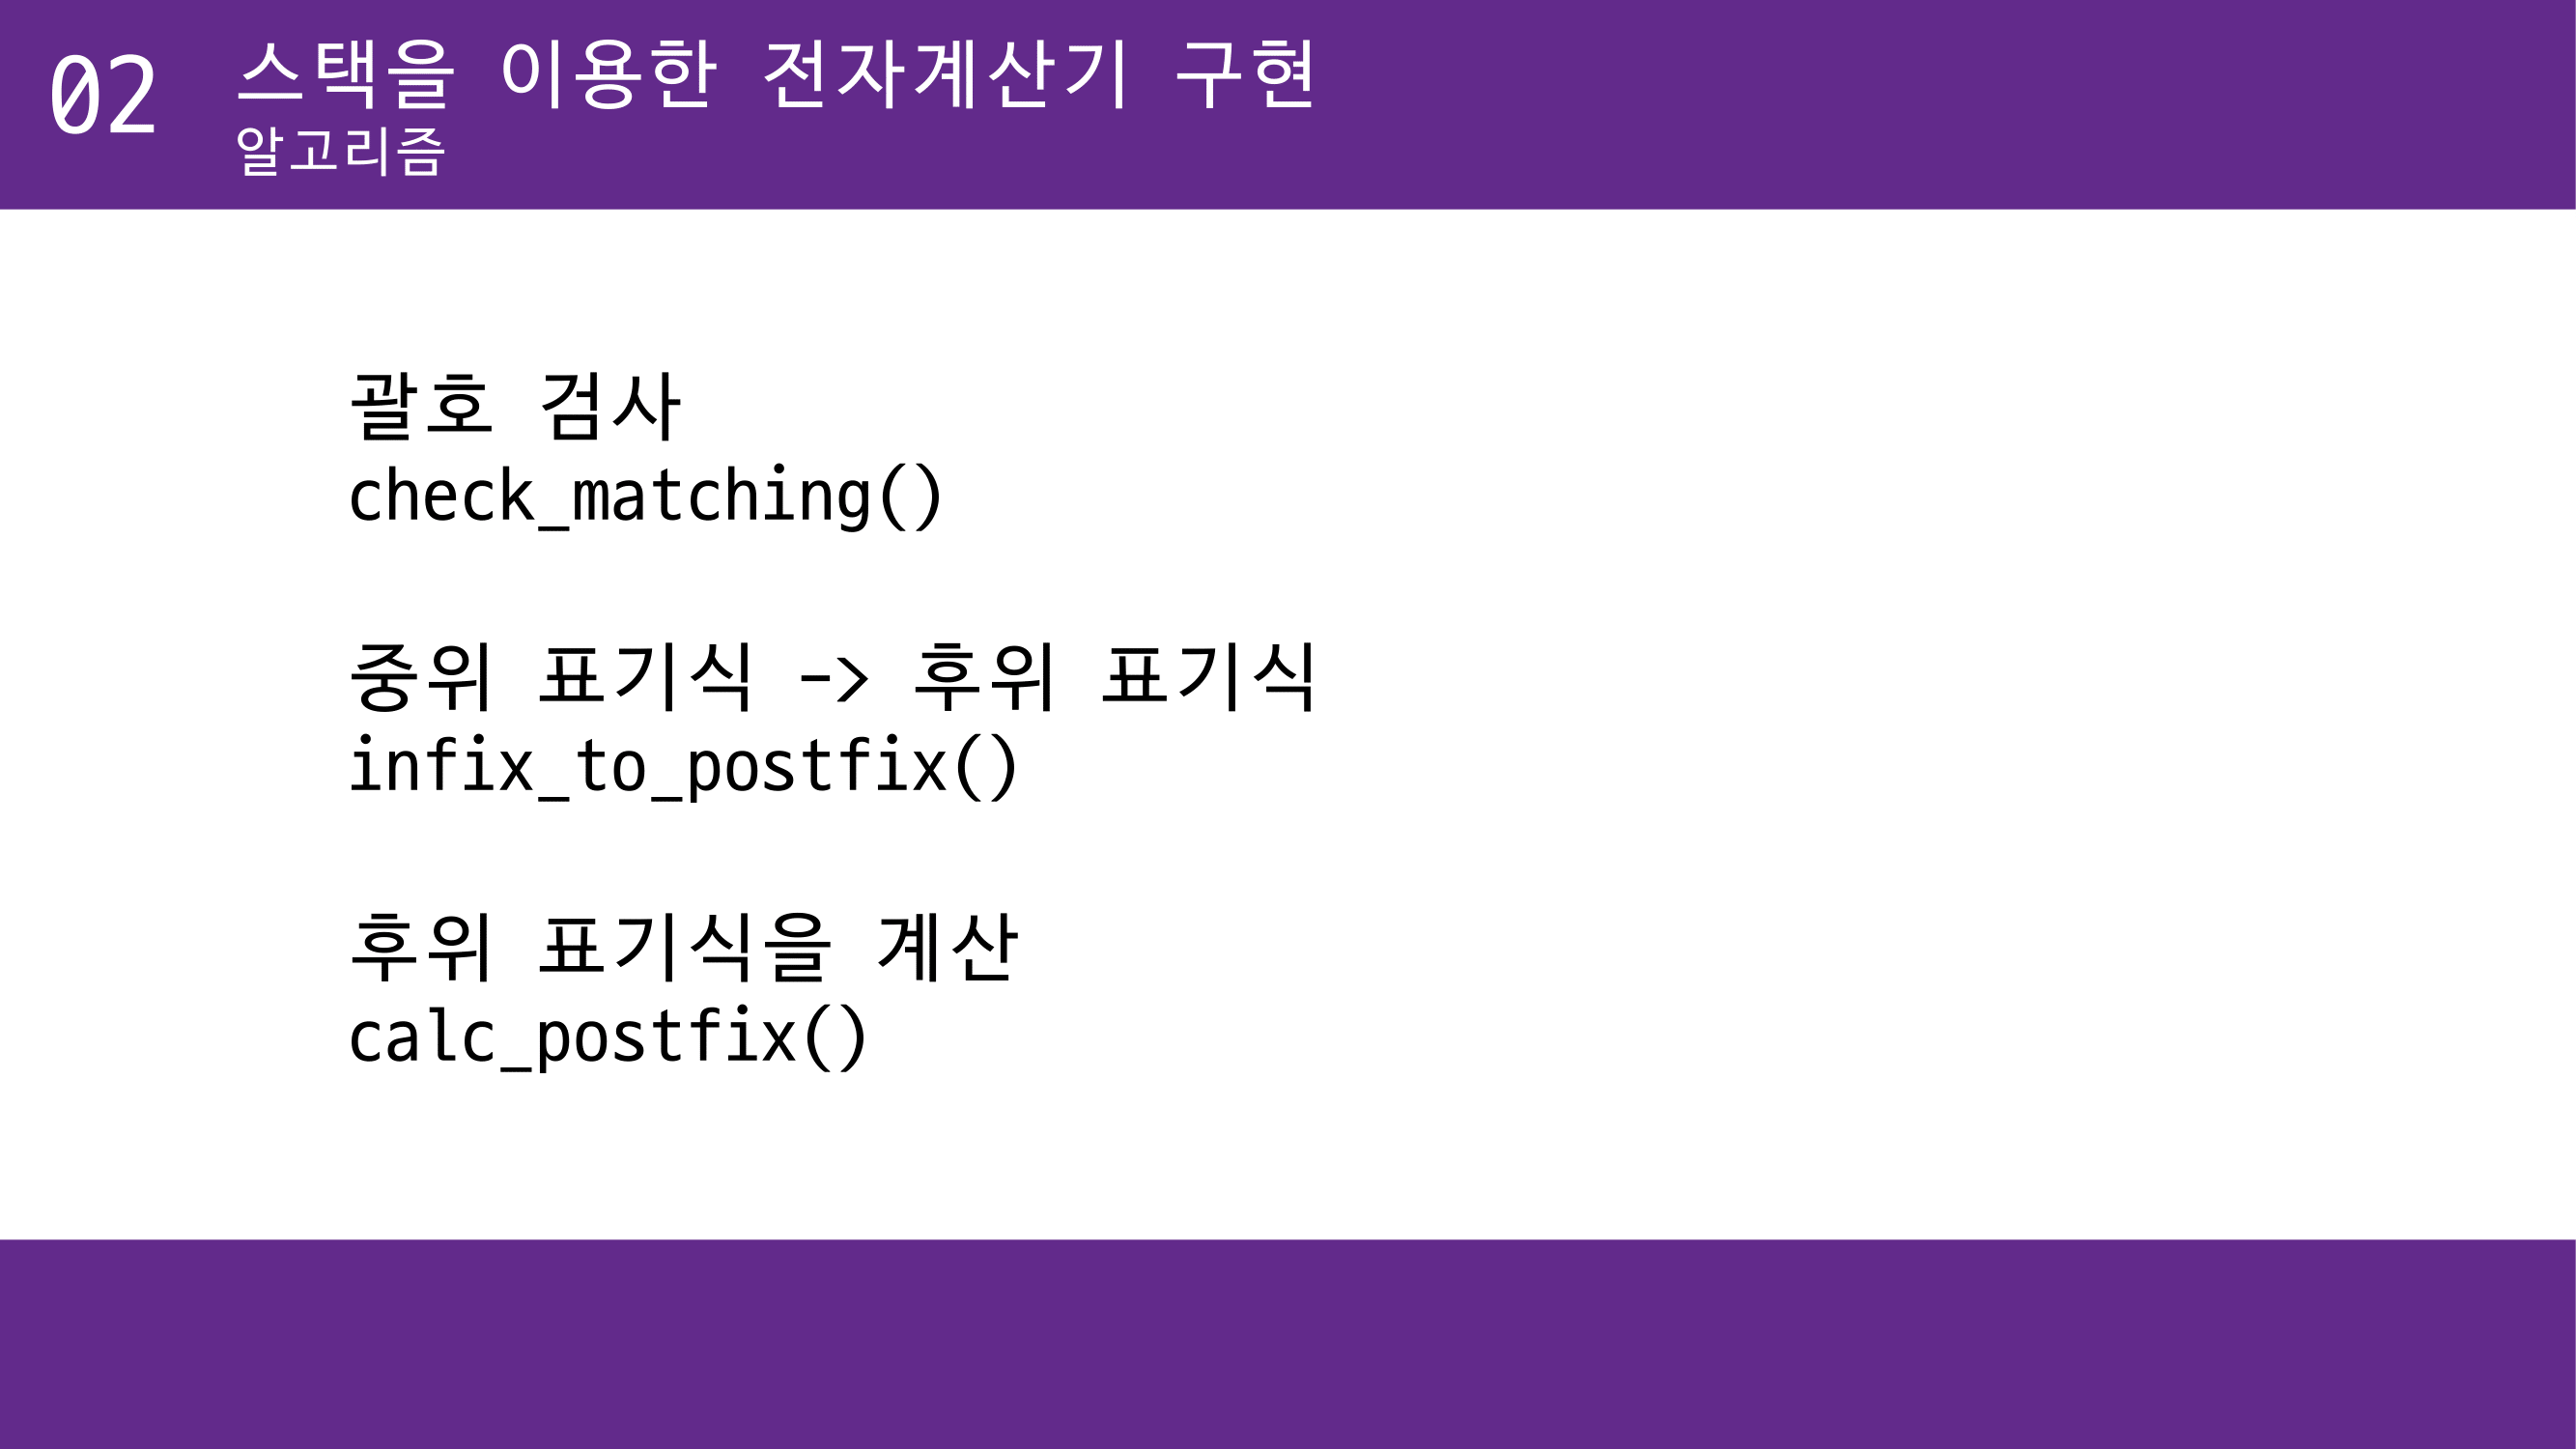 02
스택을 이용한 전자계산기 구현
알고리즘
괄호 검사
check_matching()
중위 표기식 -> 후위 표기식
infix_to_postfix()
후위 표기식을 계산
calc_postfix()